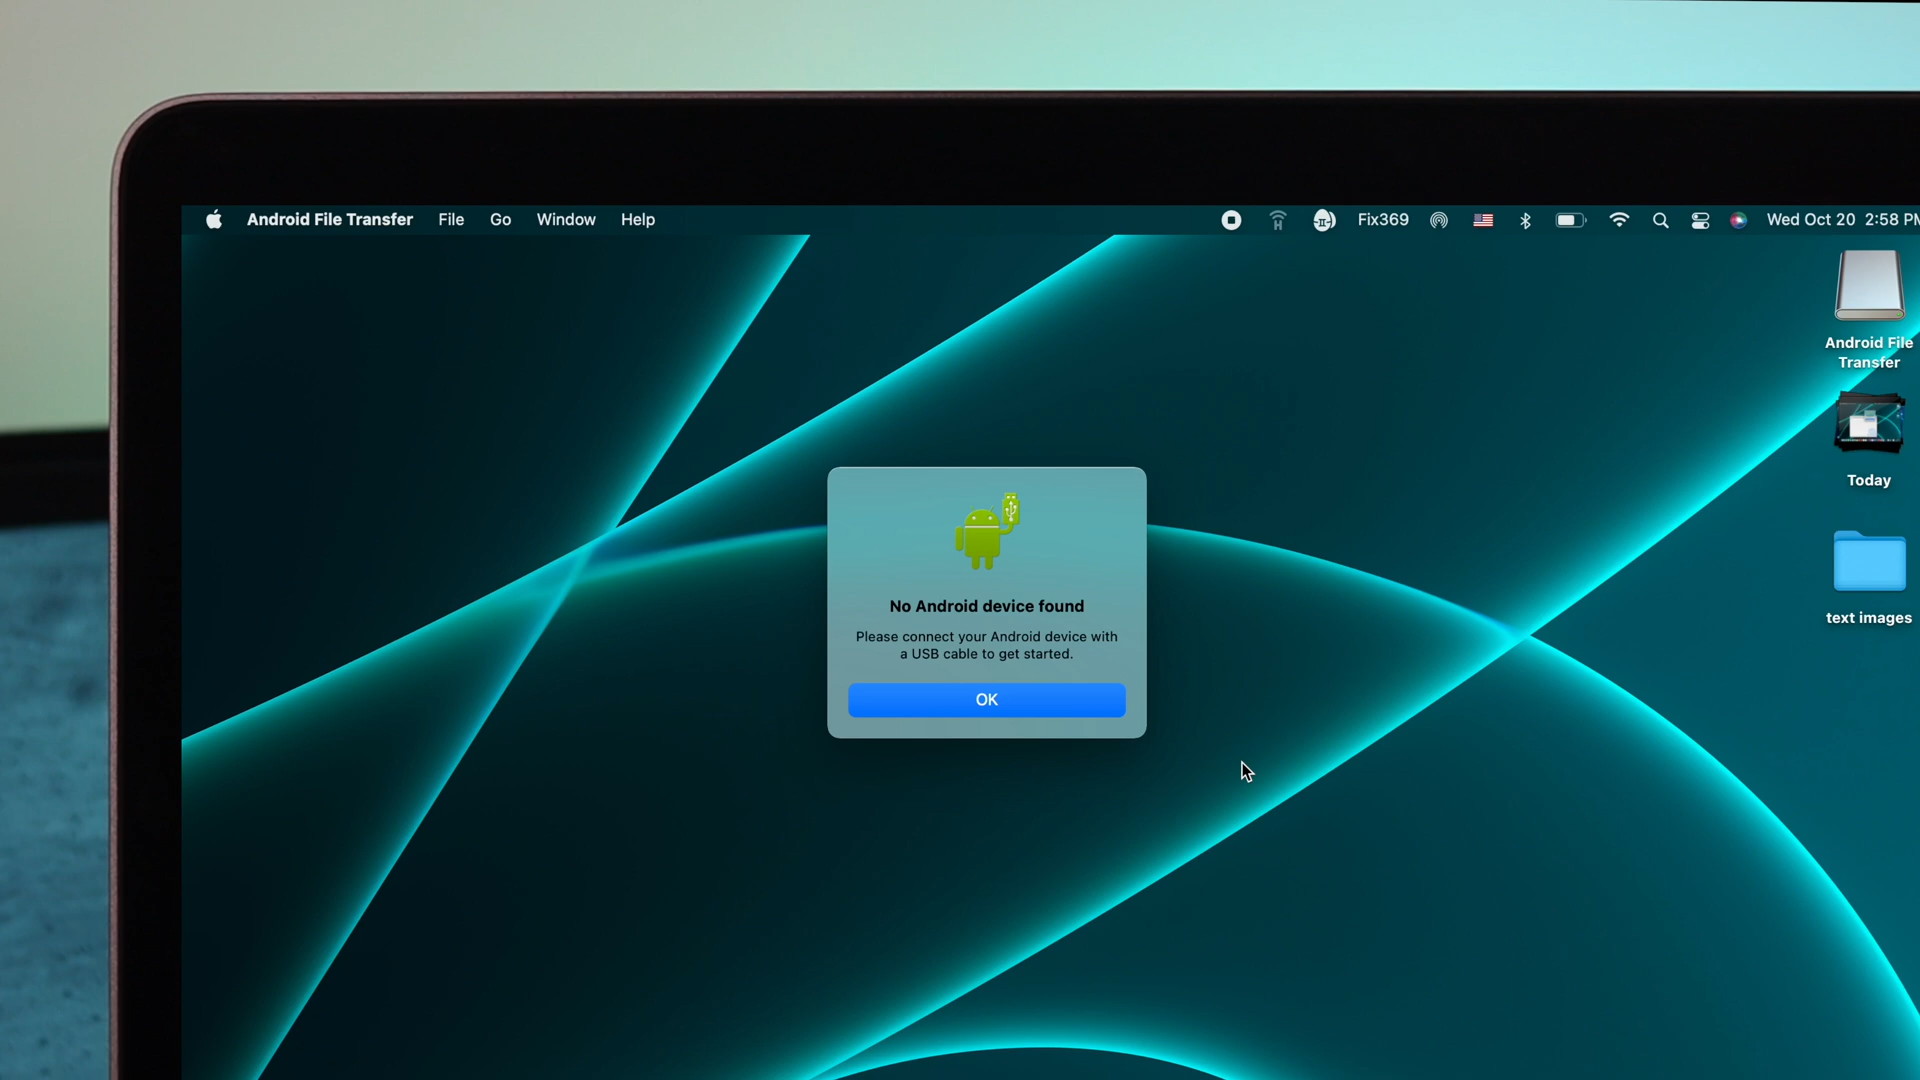 Android File Transfer File Go Window Help Fix369 Wed Oct 20 2:58 PM
Android File
Transfer
Today
No Android device found
Please connect your Android device with
a USB cable to get started.
OK
text images